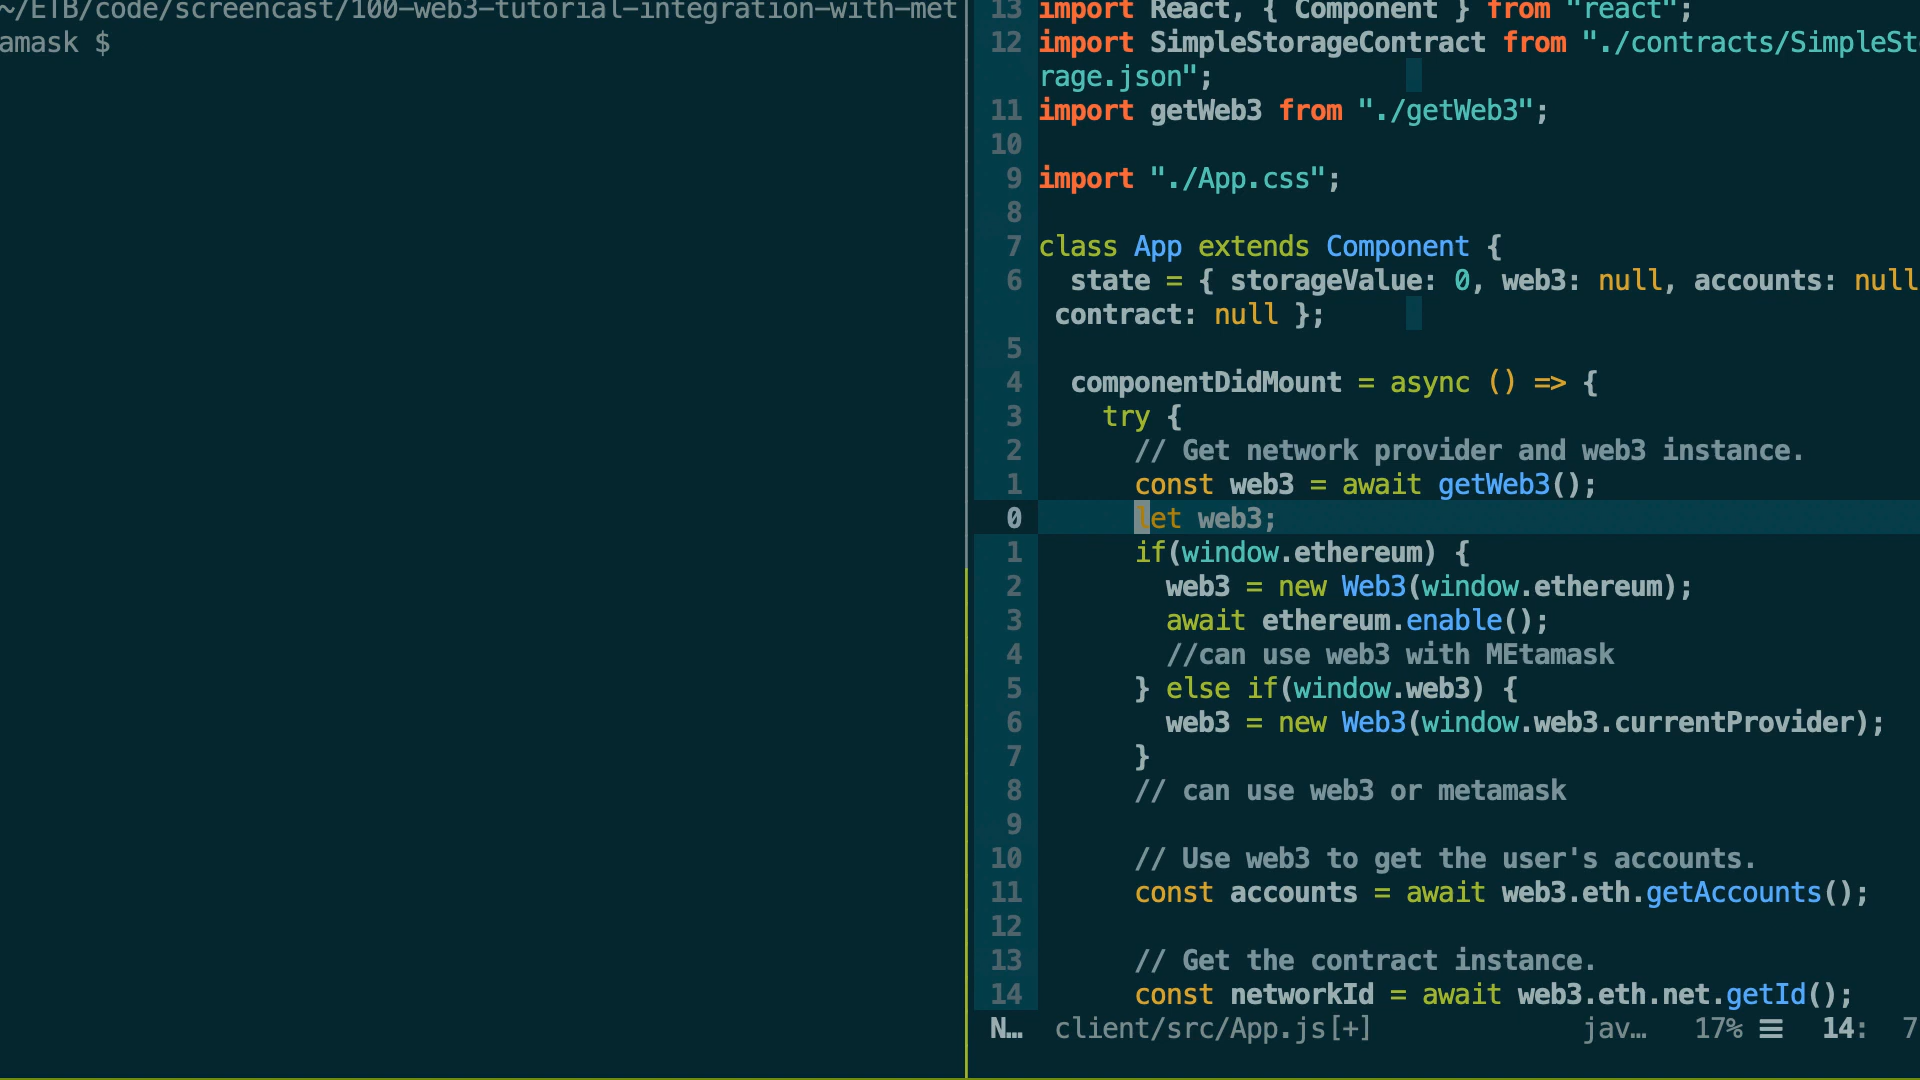 ~/ETB/code/screencast/100-web3-tutorial-integration-with-met
amask $
13 import React, { Component } from "react";
12 import SimpleStorageContract from "./contracts/SimpleSt
rage.json";
11 import getWeb3 from "./getWeb3";
10
9 import "./App.css";
8
7 class App extends Component {
6 state = { storageValue: 0, web3: null, accounts: null
contract: null };
5
4 componentDidMount = async () => {
3 try {
2 // Get network provider and web3 instance.
1 const web3 = await getWeb3();
0 let web3;
1 if(window.ethereum) {
2 web3 = new Web3(window.ethereum);
3 await ethereum.enable();
4 //can use web3 with MEtamask
5 } else if(window.web3) {
6 web3 = new Web3(window.web3.currentProvider);
7 }
8 // can use web3 or metamask
9
10 // Use web3 to get the user's accounts.
11 const accounts = await web3.eth.getAccounts();
12
13 // Get the contract instance.
14 const networkId = await web3.eth.net.getId();
N… client/src/App.js[+] jav… 17% ☰ 14: 7